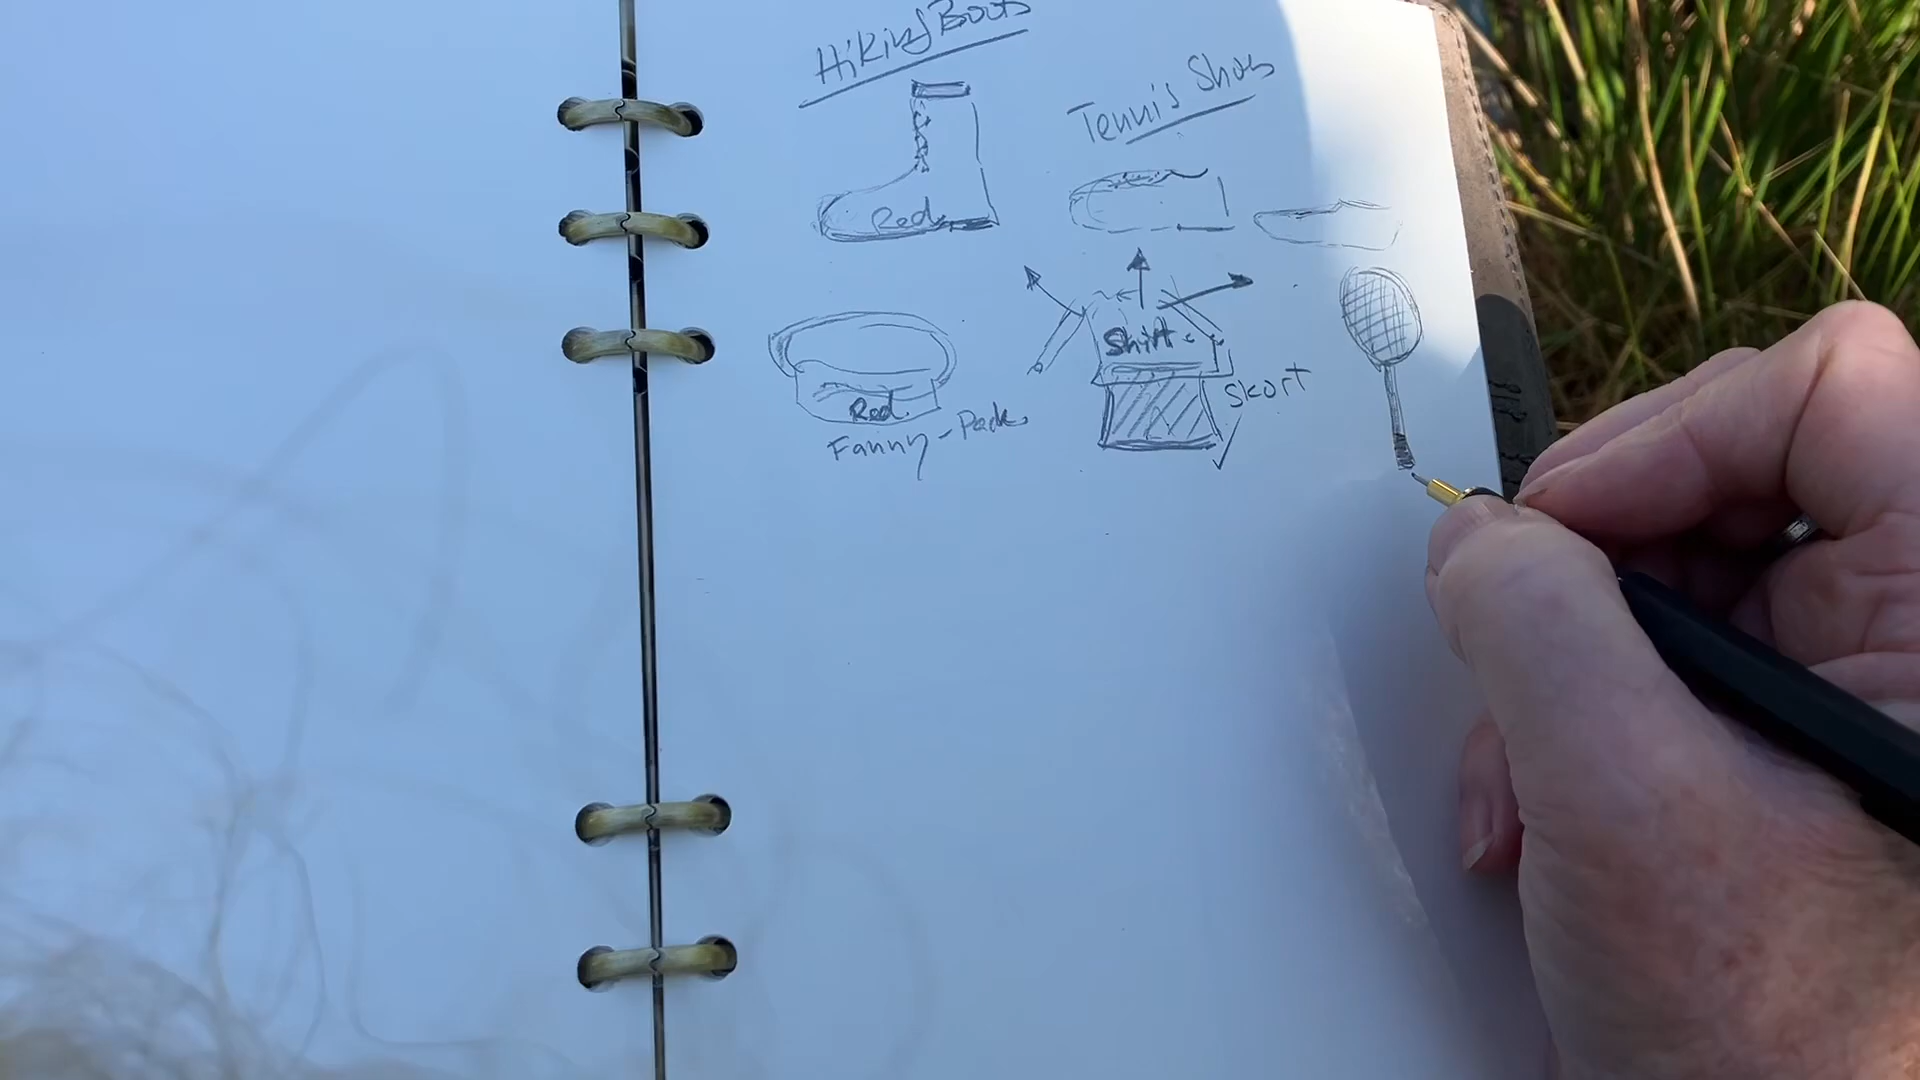 Hiking Boots
Tennis Shoes
Red
Shirt
Skort
Red
Fanny-Pack